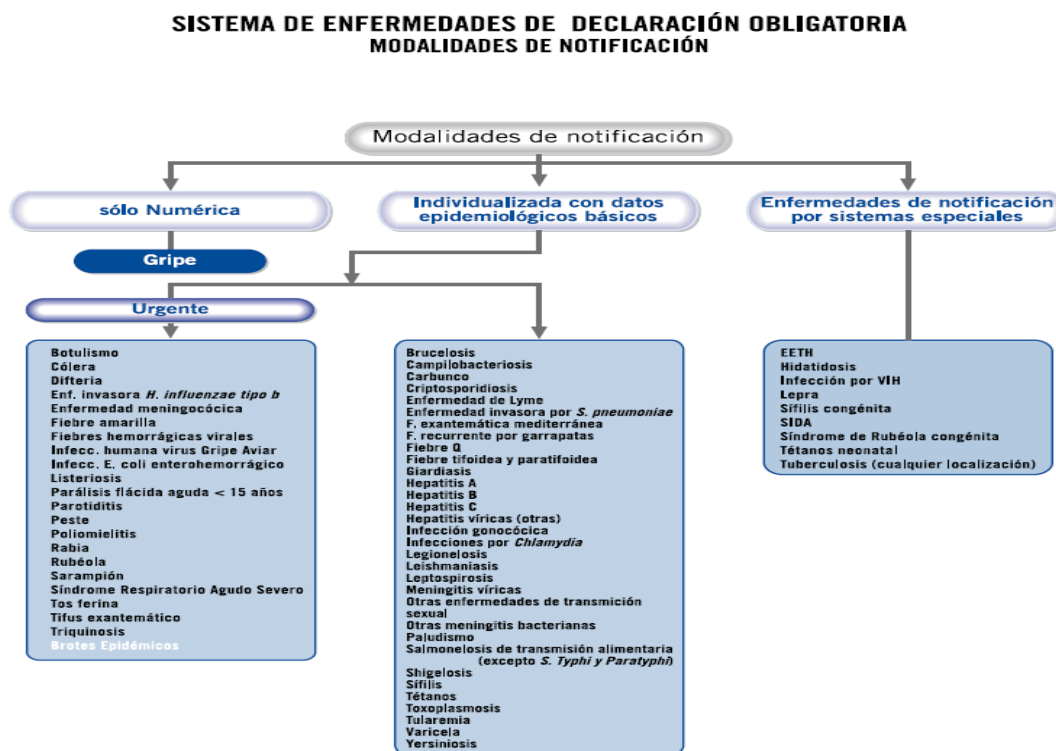 SISTEMA DE ENFERMEDADES DE DECLARACIÓN OBLIGATORIA
MODALIDADES DE NOTIFICACIÓN
Modalidades de notificación
sólo Numérica
Individualizada con datos
epidemiológicos básicos
Enfermedades de notificación
por sistemas especiales
Gripe
Urgente
Botulismo
Cólera
Difteria
Enf. invasora H. influenzae tipo b
Enfermedad meningocócica
Fiebre amarilla
Fiebres hemorrágicas virales
Infecc. humana virus Gripe Aviar
Infecc. E. coli enterohemorrágico
Listeriosis
Parálisis flácida aguda < 15 años
Parotiditis
Peste
Poliomielitis
Rabia
Rubéola
Sarampión
Síndrome Respiratorio Agudo Severo
Tos ferina
Tifus exantemático
Triquinosis
Brotes Epidémicos
Brucelosis
Campilobacteriosis
Carbunco
Criptosporidiosis
Enfermedad de Lyme
Enfermedad invasora por S. pneumoniae
F. exantemática mediterránea
F. recurrente por garrapatas
Fiebre Q
Fiebre tifoidea y paratifoidea
Giardiasis
Hepatitis A
Hepatitis B
Hepatitis C
Hepatitis víricas (otras)
Infección gonocócica
Infecciones por Chlamydia
Legionelosis
Leishmaniasis
Leptospirosis
Meningitis víricas
Otras enfermedades de transmición
sexual
Otras meningitis bacterianas
Paludismo
Salmonelosis de transmisión alimentaria
(excepto S. Typhi y Paratyphi)
Shigelosis
Sífilis
Tétanos
Toxoplasmosis
Tularemia
Varicela
Yersiniosis
EETH
Hidatidosis
Infección por VIH
Lepra
Sífilis congénita
SIDA
Síndrome de Rubéola congénita
Tétanos neonatal
Tuberculosis (cualquier localización)